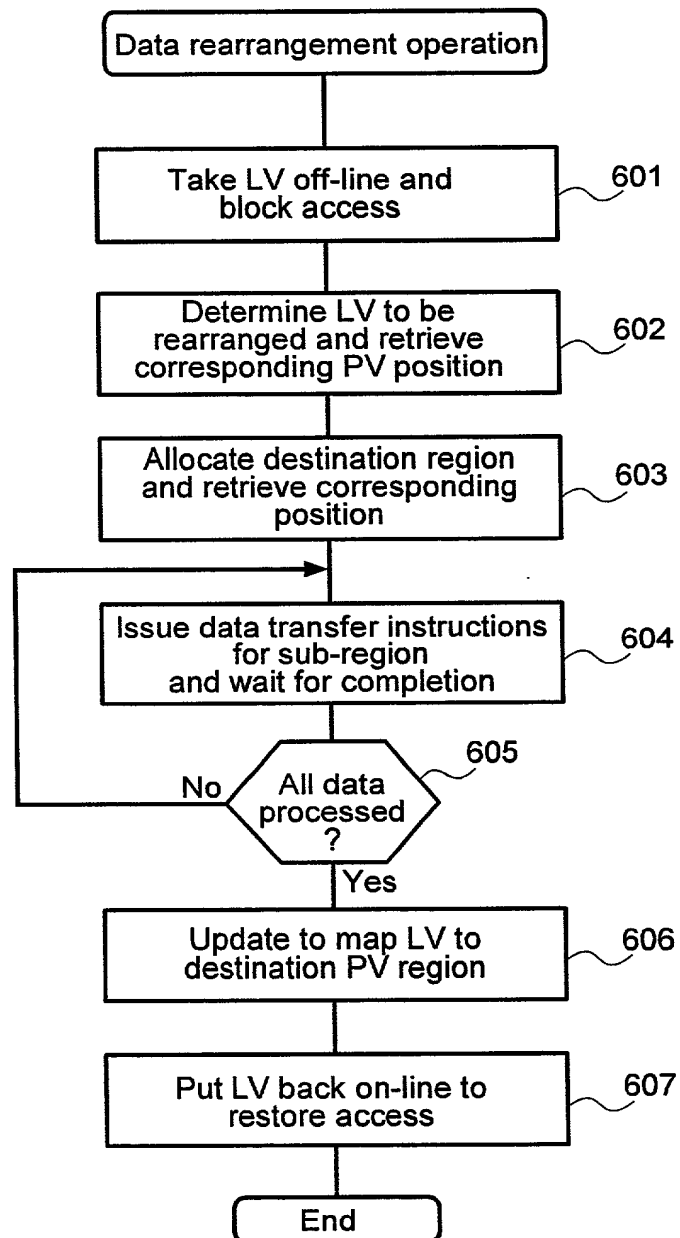 Data rearrangement operation
Take LV off-line and
block access
601
Determine LV to be
rearranged and retrieve
corresponding PV position
602
Allocate destination region
and retrieve corresponding
position
603
Issue data transfer instructions
for sub-region
and wait for completion
604
605
No
All data
processed
?
Yes
Update to map LV to
destination PV region
606
Put LV back on-line to
restore access
607
End